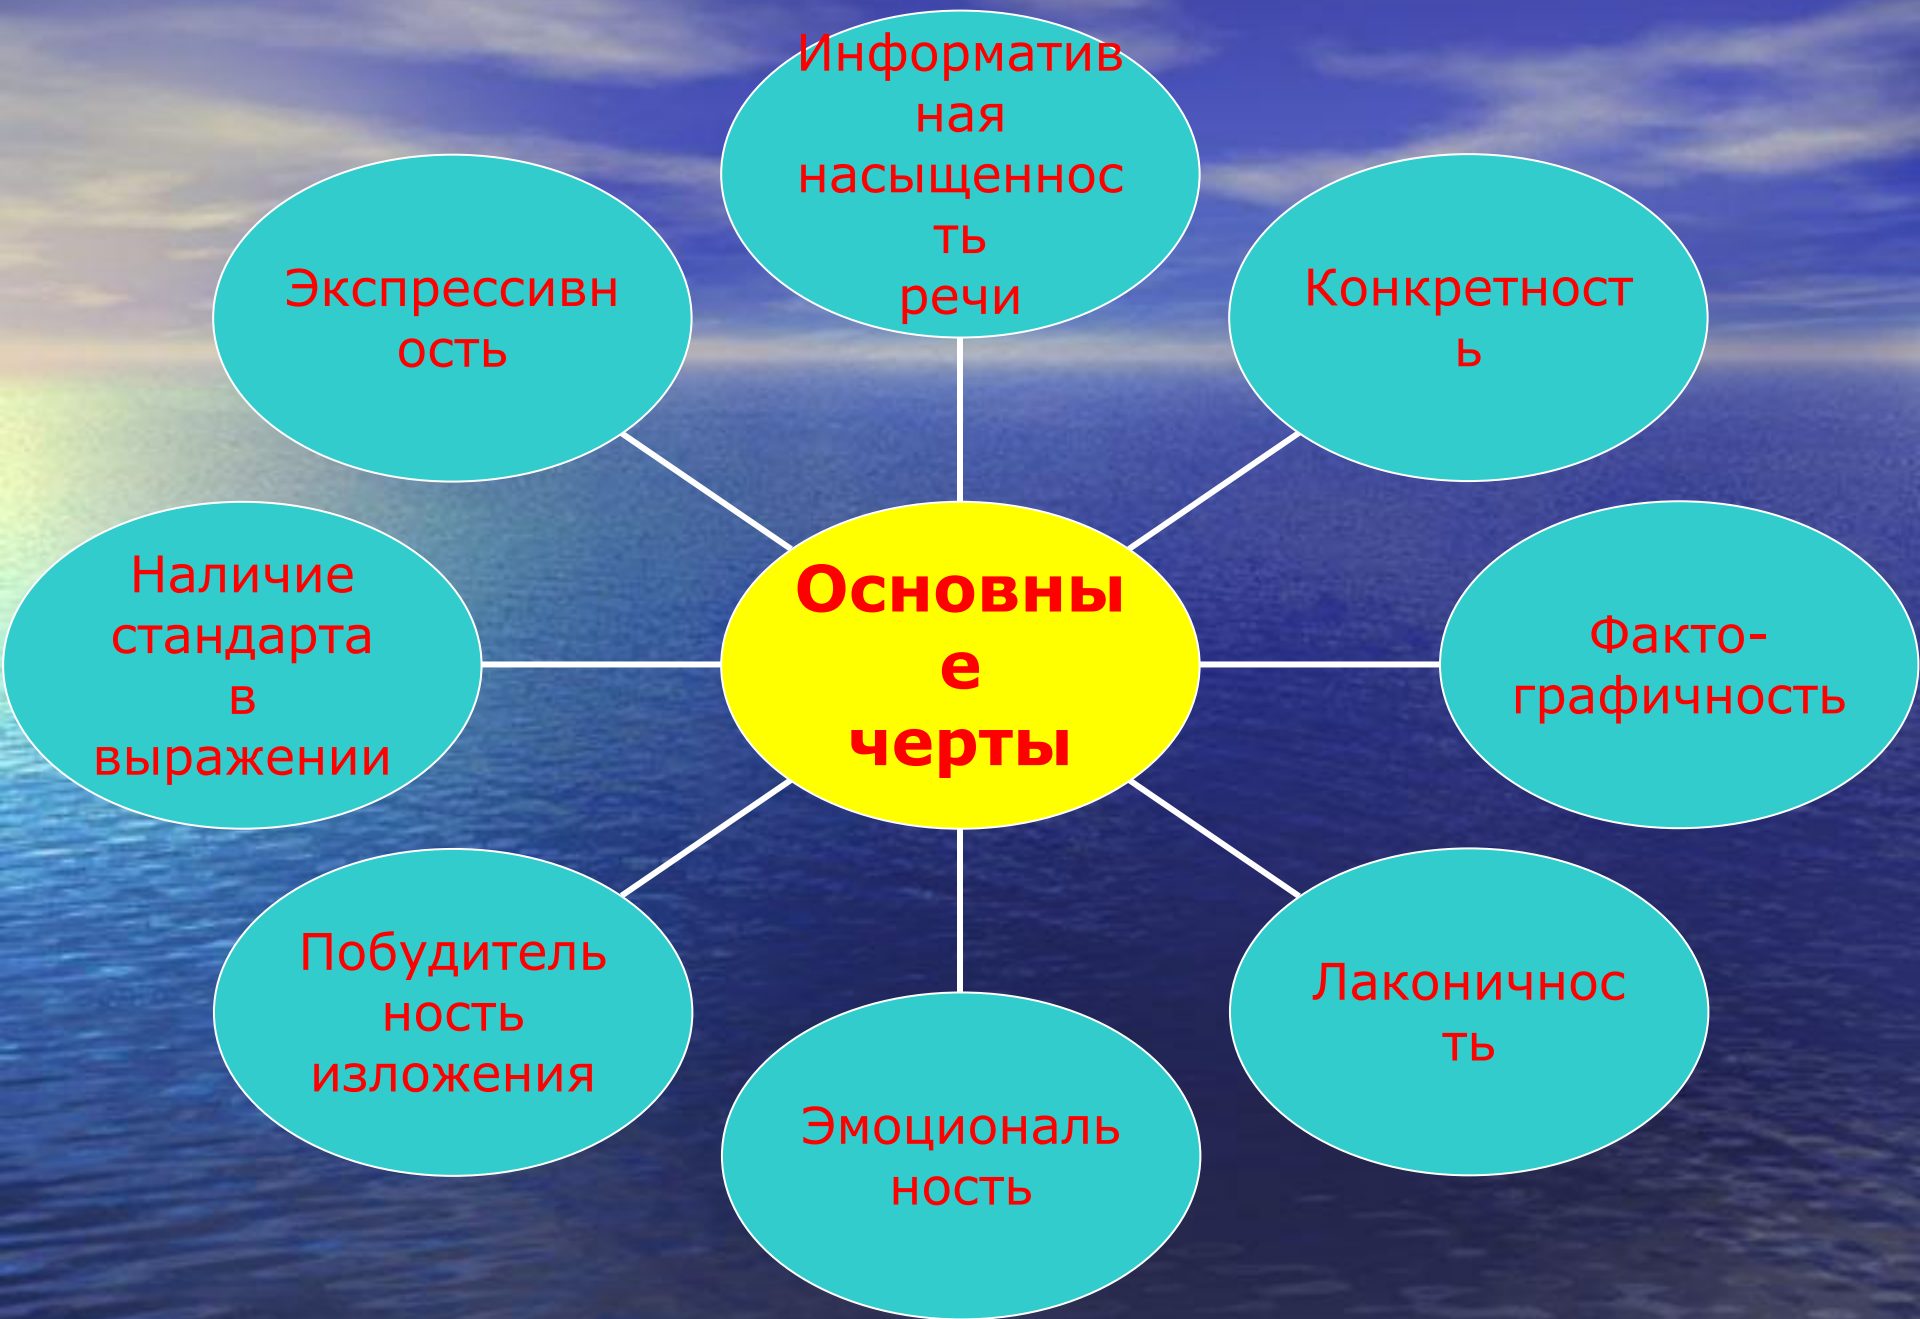 Информатив
ная
насыщеннос
ть
речи
Экспрессивн
ость
Конкретност
ь
Наличие
стандарта
в
выражении
Основны
е
черты
Факто-
графичность
Побудитель
ность
изложения
Лаконичнос
ть
Эмоциональ
ность